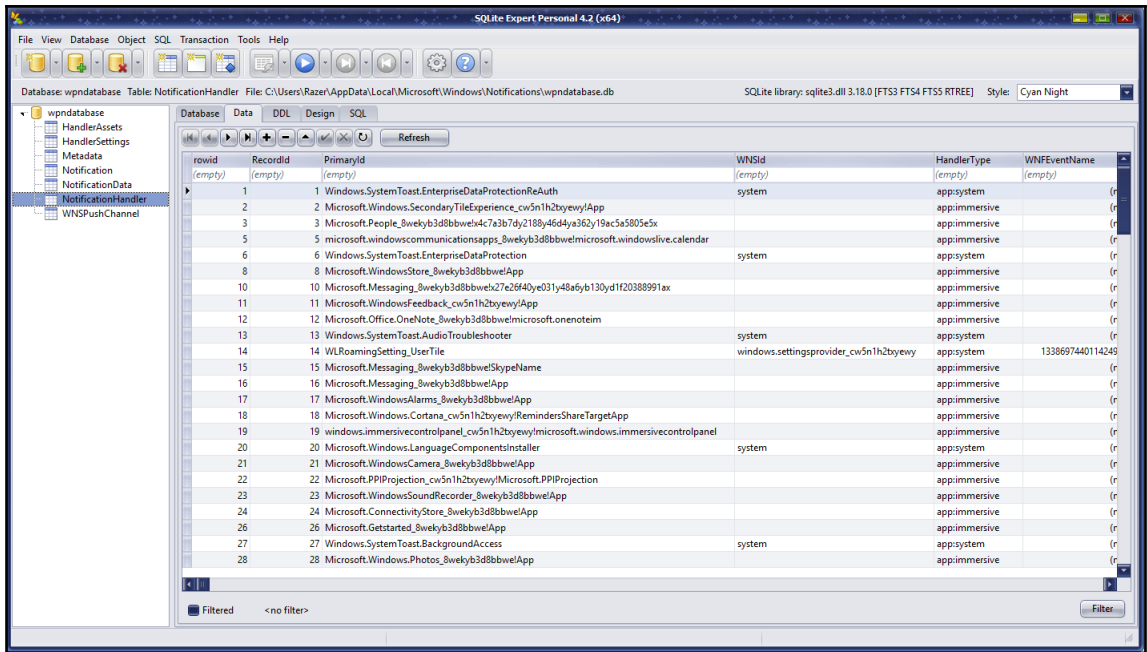 SQLite Expert Personal 4.2 (x64)
File View Database Object SQL Transaction Tools Help
Database: wpndatabase Table: NotificationHandler File: C:\Users\Razer\AppData\Local\Microsoft\Windows\Notifications\wpndatabase.db SQLite library: sqlite3.dll 3.18.0 [FTS3 FTS4 FTS5 RTREE] Style: Cyan Night
wpndatabase
HandlerAssets
HandlerSettings
Metadata
Notification
NotificationData
NotificationHandler
WNSPushChannel
Database Data DDL Design SQL
Refresh
rowid RecordId PrimaryId WNSId HandlerType WNFEventName
(empty) (empty) (empty) (empty) (empty) (empty)
1 1 Windows.SystemToast.EnterpriseDataProtectionReAuth system app:system (n
2 2 Microsoft.Windows.SecondaryTileExperience_cw5n1h2txyewy!App app:immersive (n
3 3 Microsoft.People_8wekyb3d8bbwe!x4c7a3b7dy2188y46d4ya362y19ac5a5805e5x app:immersive (n
5 5 microsoft.windowscommunicationsapps_8wekyb3d8bbwe!microsoft.windowslive.calendar app:immersive (n
6 6 Windows.SystemToast.EnterpriseDataProtection system app:system (n
8 8 Microsoft.WindowsStore_8wekyb3d8bbwe!App app:immersive (n
10 10 Microsoft.Messaging_8wekyb3d8bbwe!x27e26f40ye031y48a6yb130yd1f20388991ax app:immersive (n
11 11 Microsoft.WindowsFeedback_cw5n1h2txyewy!App app:immersive (n
12 12 Microsoft.Office.OneNote_8wekyb3d8bbwe!microsoft.onenoteim app:immersive (n
13 13 Windows.SystemToast.AudioTroubleshooter system app:system (n
14 14 WLRoamingSetting_UserTile windows.settingsprovider_cw5n1h2txyewy app:system 1338697440114249
15 15 Microsoft.Messaging_8wekyb3d8bbwe!SkypeName app:immersive (n
16 16 Microsoft.Messaging_8wekyb3d8bbwe!App app:immersive (n
17 17 Microsoft.WindowsAlarms_8wekyb3d8bbwe!App app:immersive (n
18 18 Microsoft.Windows.Cortana_cw5n1h2txyewy!RemindersShareTargetApp app:immersive (n
19 19 windows.immersivecontrolpanel_cw5n1h2txyewy!microsoft.windows.immersivecontrolpanel app:immersive (n
20 20 Microsoft.Windows.LanguageComponentsInstaller system app:system (n
21 21 Microsoft.WindowsCamera_8wekyb3d8bbwe!App app:immersive (n
22 22 Microsoft.PPIProjection_cw5n1h2txyewy!Microsoft.PPIProjection app:immersive (n
23 23 Microsoft.WindowsSoundRecorder_8wekyb3d8bbwe!App app:immersive (n
24 24 Microsoft.ConnectivityStore_8wekyb3d8bbwe!App app:immersive (n
26 26 Microsoft.Getstarted_8wekyb3d8bbwe!App app:immersive (n
27 27 Windows.SystemToast.BackgroundAccess system app:system (n
28 28 Microsoft.Windows.Photos_8wekyb3d8bbwe!App app:immersive (n
Filtered <no filter> Filter